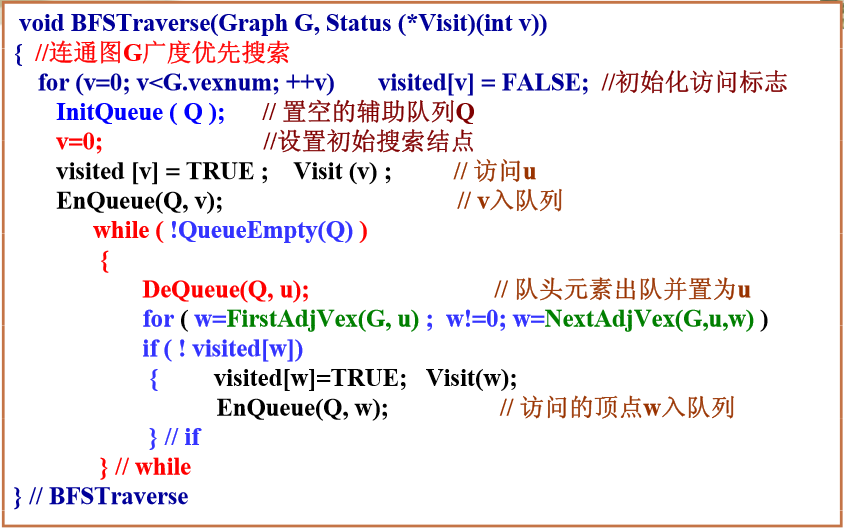 void BFSTraverse(Graph G, Status (*Visit)(int v))
{ //连通图G广度优先搜索
for (v=0; v<G.vexnum; ++v) visited[v] = FALSE; //初始化访问标志
InitQueue ( Q ); // 置空的辅助队列Q
v=0; //设置初始搜索结点
visited [v] = TRUE ; Visit (v) ; // 访问u
EnQueue(Q, v); // v入队列
while ( !QueueEmpty(Q) )
{
DeQueue(Q, u); // 队头元素出队并置为u
for ( w=FirstAdjVex(G, u) ; w!=0; w=NextAdjVex(G,u,w) )
if ( ! visited[w])
{ visited[w]=TRUE; Visit(w);
EnQueue(Q, w); // 访问的顶点w入队列
} // if
} // while
} // BFSTraverse